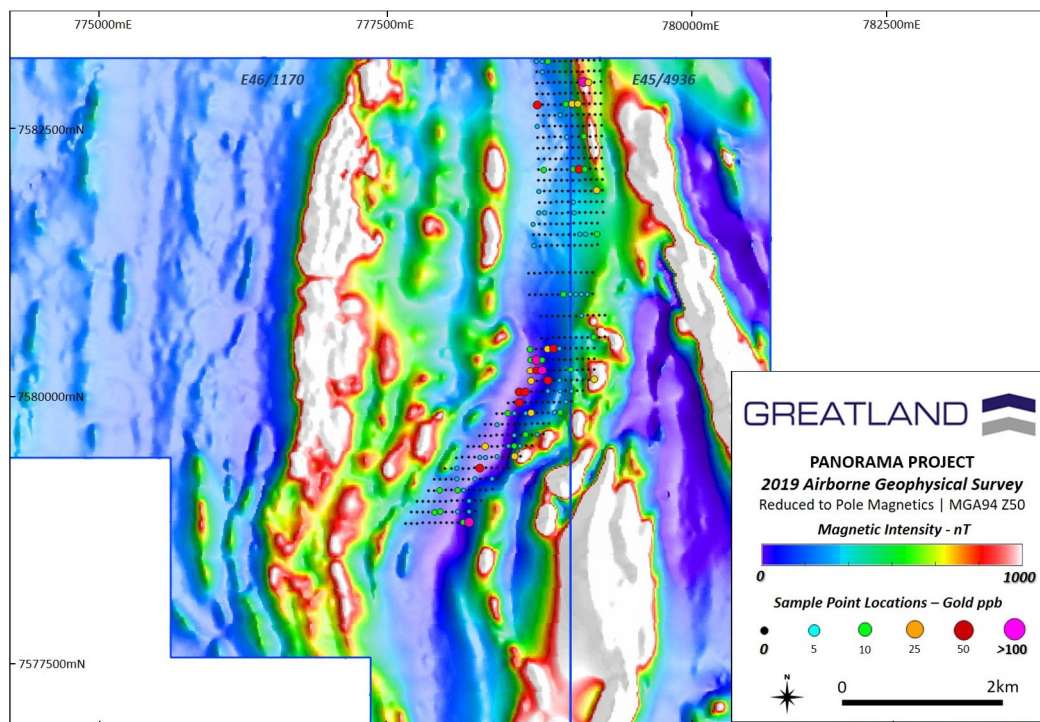 775000mE 777500mE 780000mE 782500mE
E46/1170 E45/4936
7582500mN
7580000mN
7577500mN
GREATLAND
PANORAMA PROJECT
2019 Airborne Geophysical Survey
Reduced to Pole Magnetics | MGA94 Z50
Magnetic Intensity - nT
0 1000
Sample Point Locations – Gold ppb
0 5 10 25 50 >100
N
0 2km